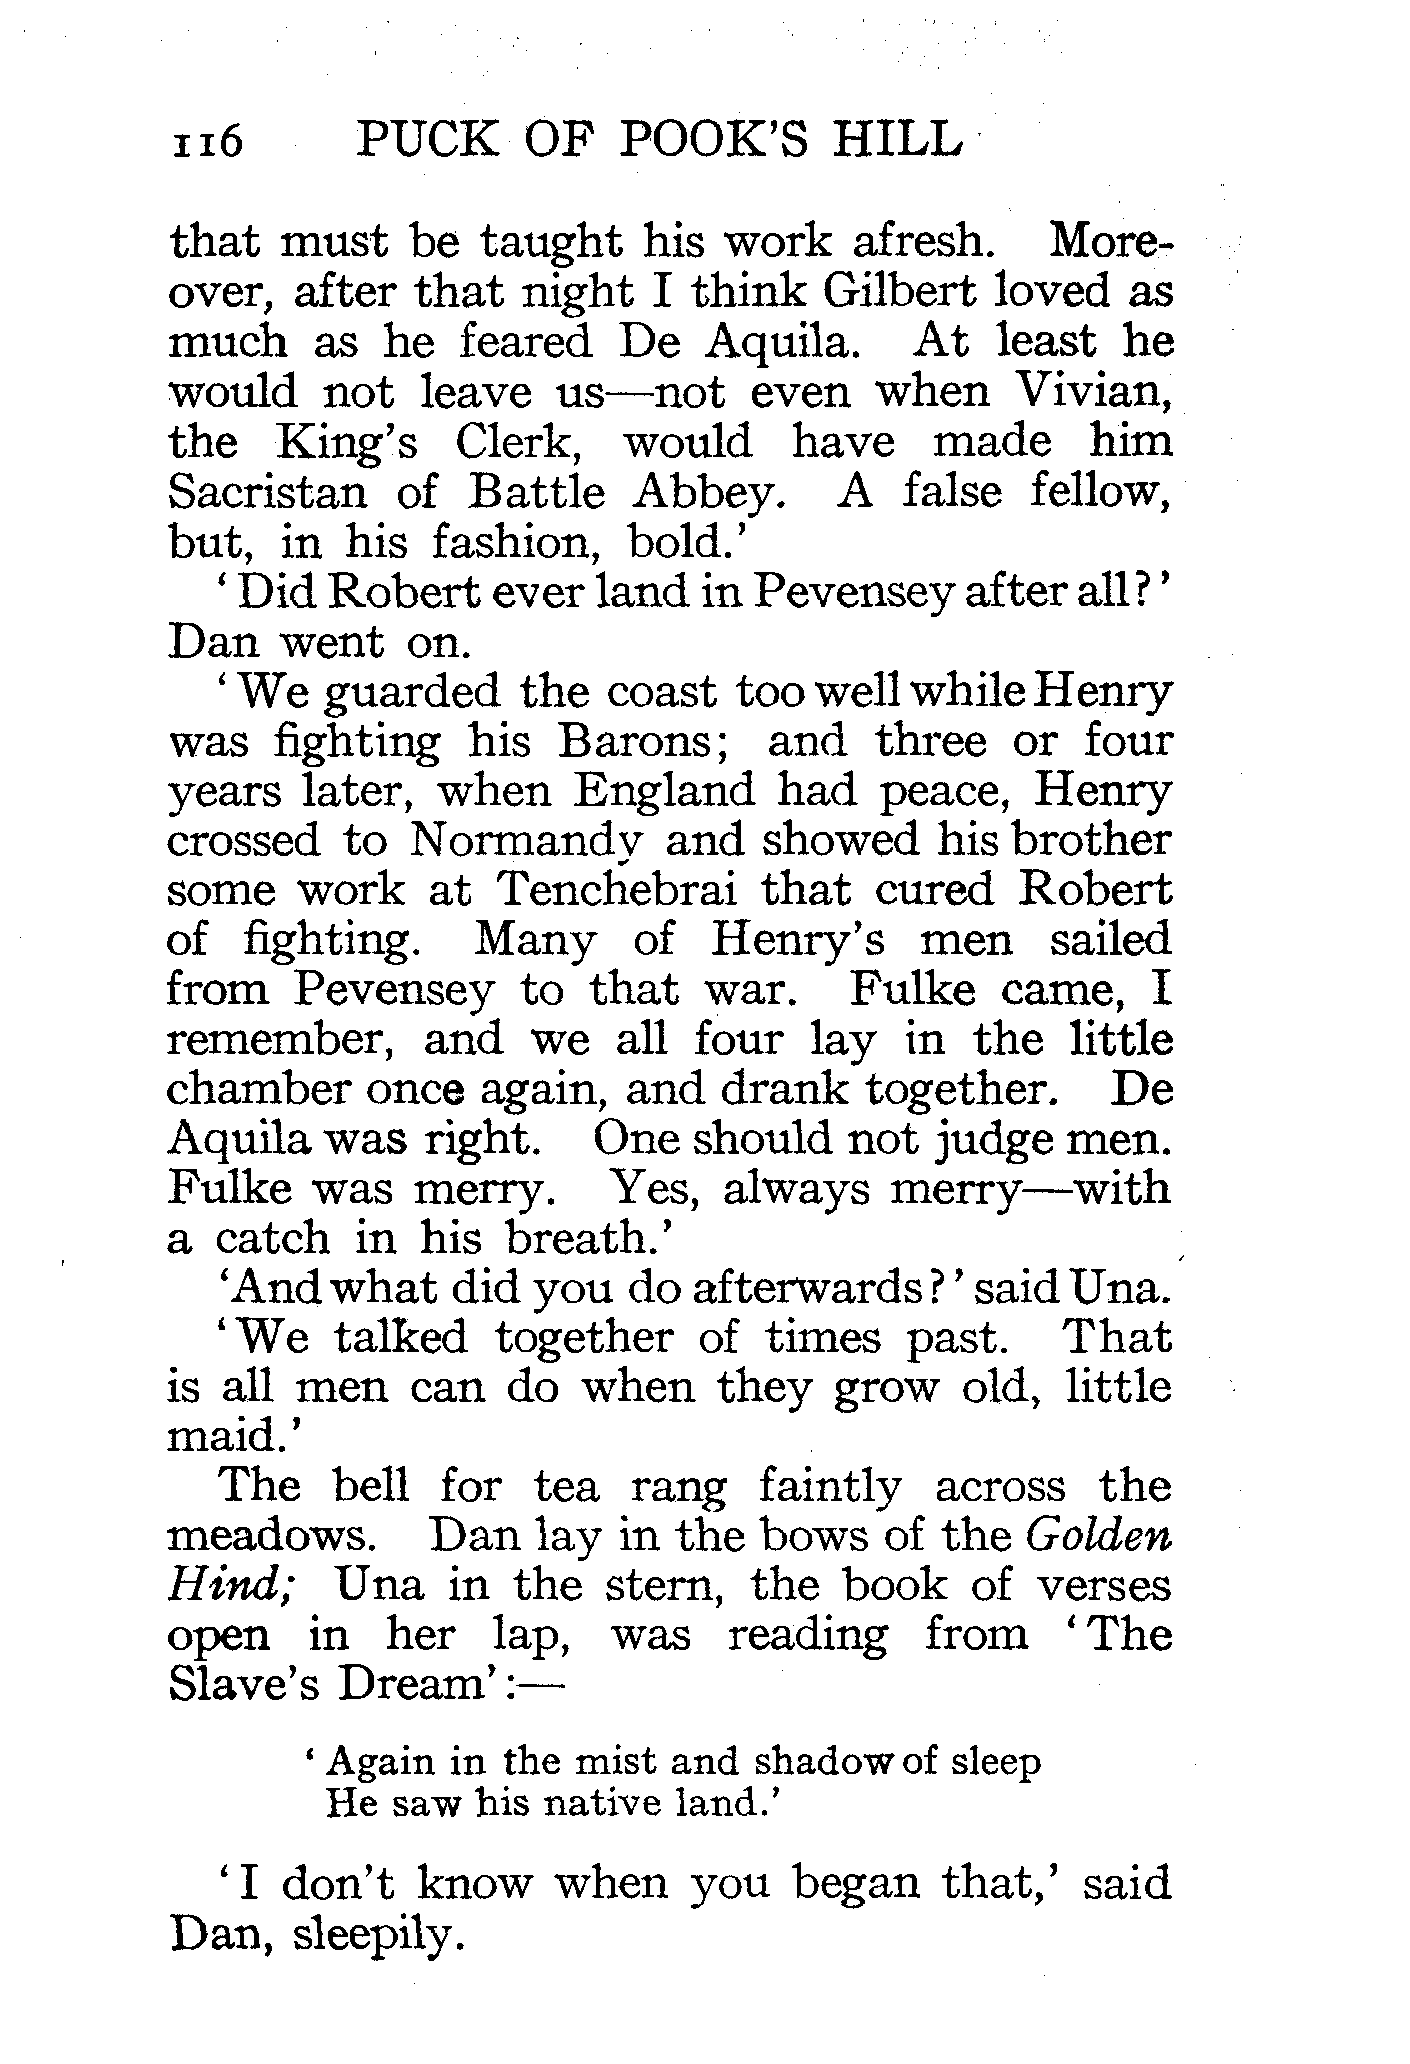 116 PUCK OF POOK'S HILL
that must be taught his work afresh. More-
over, after that night I think Gilbert loved as
much as he feared De Aquila. At least he
would not leave us—not even when Vivian,
the King's Clerk, would have made him
Sacristan of Battle Abbey. A false fellow,
but, in his fashion, bold.'
'Did Robert ever land in Pevensey after all?'
Dan went on.
'We guarded the coast too well while Henry
was fighting his Barons; and three or four
years later, when England had peace, Henry
crossed to Normandy and showed his brother
some work at Tenchebrai that cured Robert
of fighting. Many of Henry's men sailed
from Pevensey to that war. Fulke came, I
remember, and we all four lay in the little
chamber once again, and drank together. De
Aquila was right. One should not judge men.
Fulke was merry. Yes, always merry—with
a catch in his breath.'
'And what did you do afterwards?' said Una.
'We talked together of times past. That
is all men can do when they grow old, little
maid.'
The bell for tea rang faintly across the
meadows. Dan lay in the bows of the Golden
Hind; Una in the stern, the book of verses
open in her lap, was reading from 'The
Slave's Dream':—
'Again in the mist and shadow of sleep
He saw his native land.'
'I don't know when you began that,' said
Dan, sleepily.